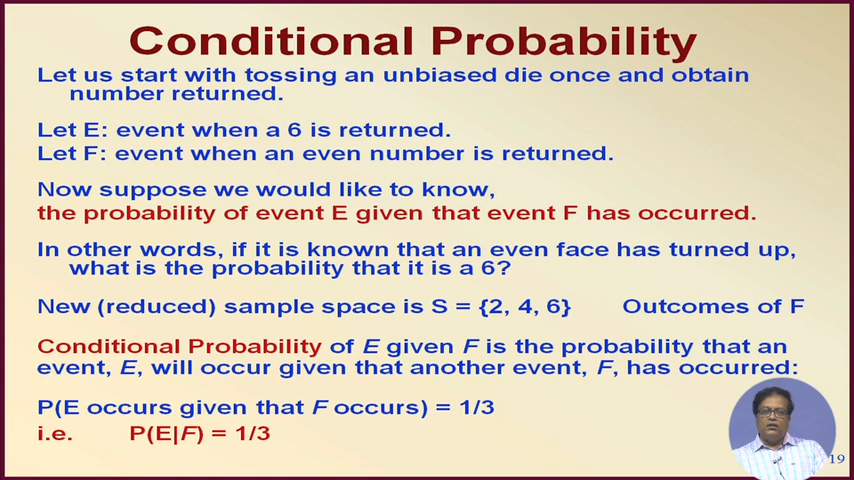 Conditional Probability
Let us start with tossing an unbiased die once and obtain
number returned.
Let E: event when a 6 is returned.
Let F: event when an even number is returned.
Now suppose we would like to know,
the probability of event E given that event F has occurred.
In other words, if it is known that an even face has turned up,
what is the probability that it is a 6?
New (reduced) sample space is S = {2, 4, 6} Outcomes of F
Conditional Probability of E given F is the probability that an
event, E, will occur given that another event, F, has occurred:
P(E occurs given that F occurs) = 1/3
i.e. P(E|F) = 1/3
19